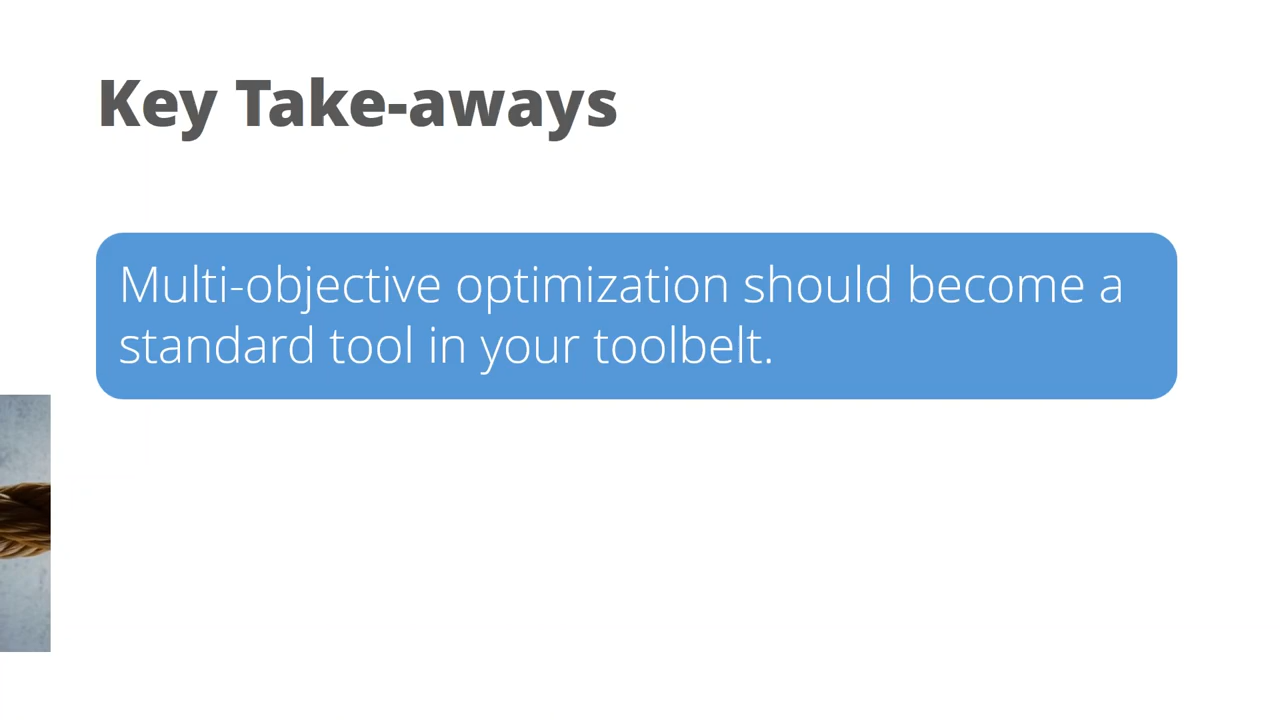 Key Take-aways
Multi-objective optimization should become a
standard tool in your toolbelt.